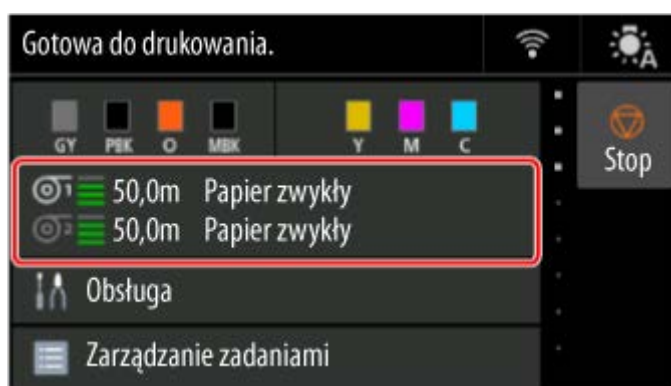 Gotowa do drukowania.
A
GY PBK O MBK Y M C
Stop
1 50,0m Papier zwykły
2 50,0m Papier zwykły
Obsługa
Zarządzanie zadaniami